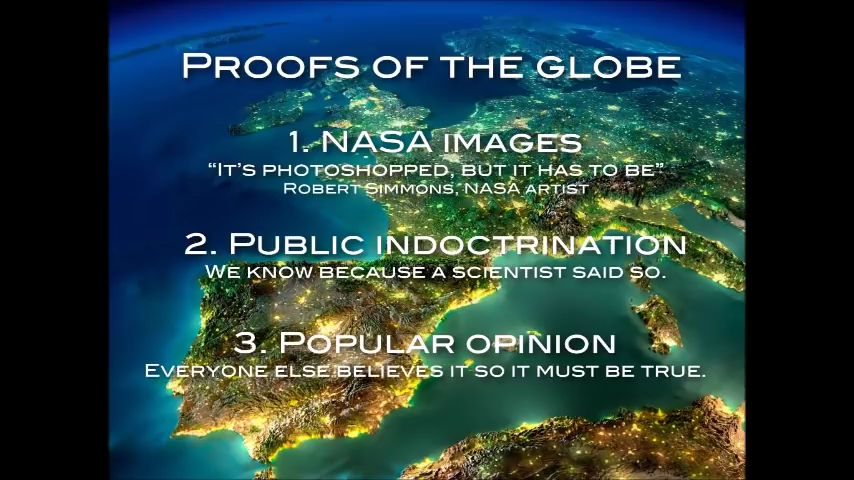 PROOFS OF THE GLOBE
1. NASA IMAGES
“IT'S PHOTOSHOPPED, BUT IT HAS TO BE”
ROBERT SIMMONS, NASA ARTIST
2. PUBLIC INDOCTRINATION
WE KNOW BECAUSE A SCIENTIST SAID SO.
3. POPULAR OPINION
EVERYONE ELSE BELIEVES IT SO IT MUST BE TRUE.